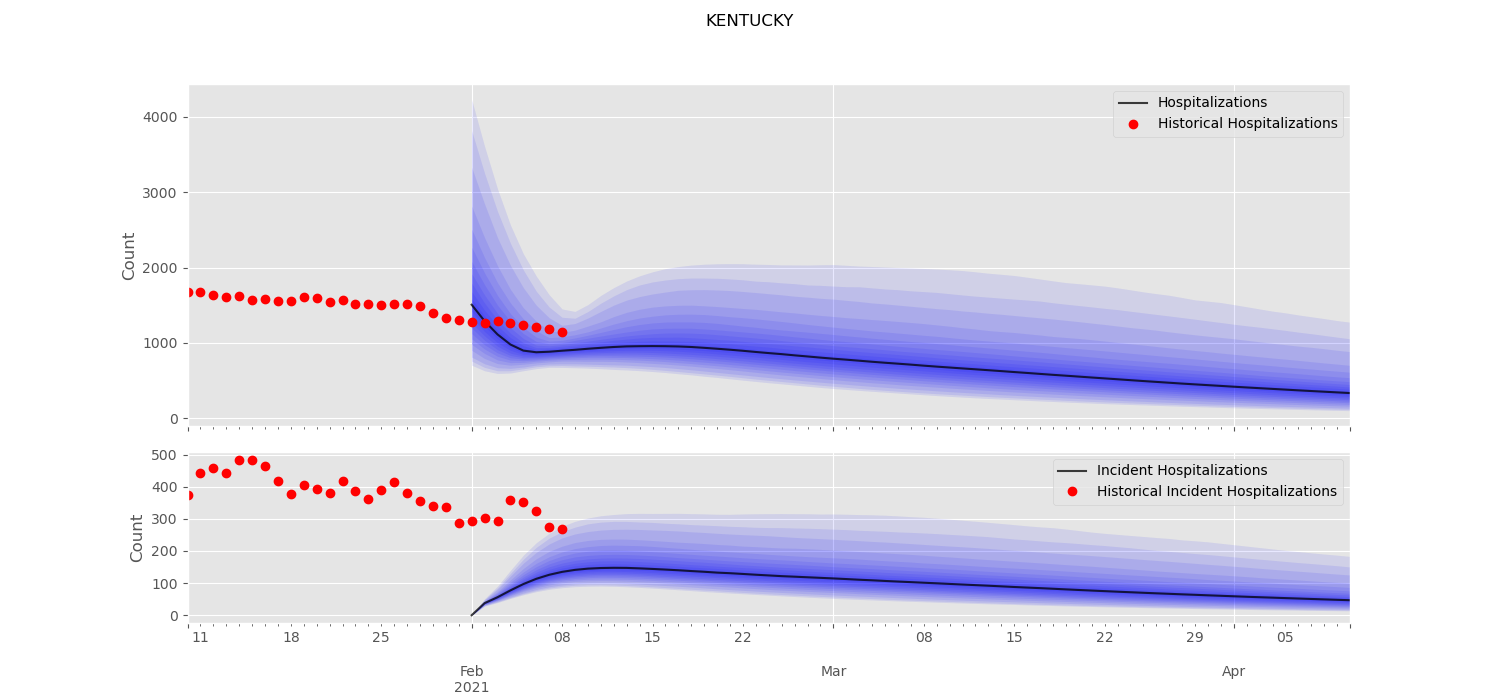 KENTUCKY
Count
4000
3000
2000
1000
0
Hospitalizations
Historical Hospitalizations
Count
500
400
300
200
100
0
Incident Hospitalizations
Historical Incident Hospitalizations
11 18 25 08 15 22 08 15 22 29 05
Feb Mar Apr
2021